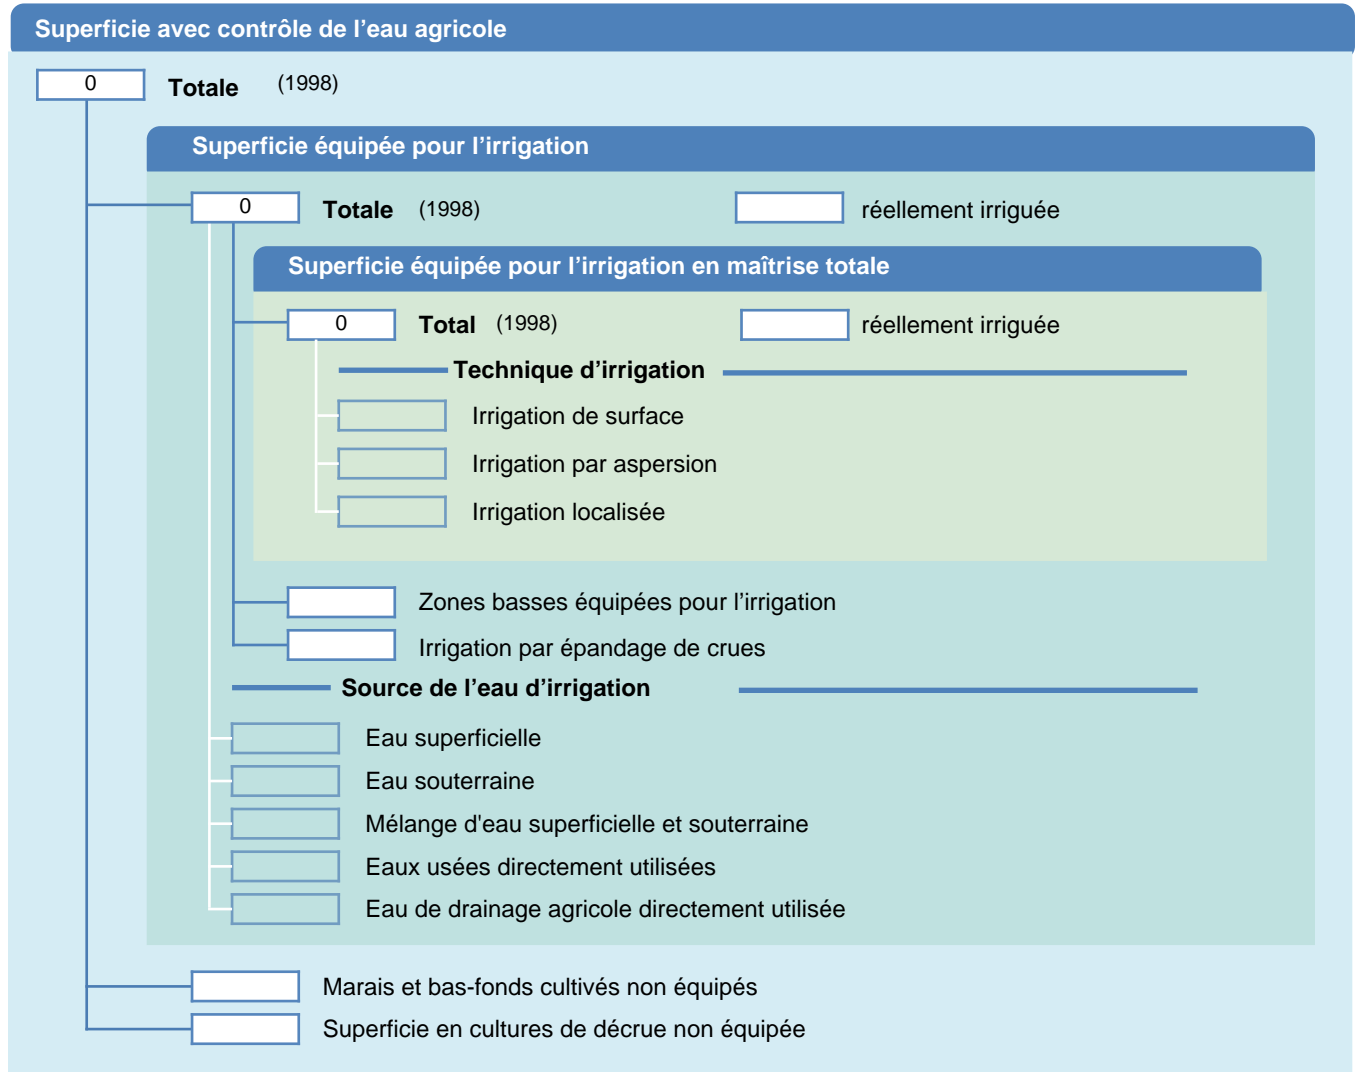 Superficie avec contrôle de l’eau agricole
0 Totale (1998)
Superficie équipée pour l’irrigation
0 Totale (1998) réellement irriguée
Superficie équipée pour l’irrigation en maîtrise totale
0 Total (1998) réellement irriguée
Technique d’irrigation
Irrigation de surface
Irrigation par aspersion
Irrigation localisée
Zones basses équipées pour l’irrigation
Irrigation par épandage de crues
Source de l’eau d’irrigation
Eau superficielle
Eau souterraine
Mélange d'eau superficielle et souterraine
Eaux usées directement utilisées
Eau de drainage agricole directement utilisée
Marais et bas-fonds cultivés non équipés
Superficie en cultures de décrue non équipée